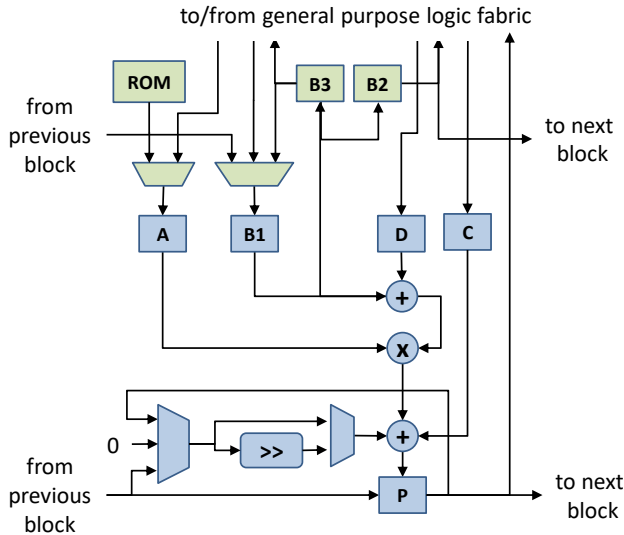 to/from general purpose logic fabric
ROM
B3
B2
from
previous
block
to next
block
A
B1
D
C
+
x
0
>>
+
from
previous
block
P
to next
block